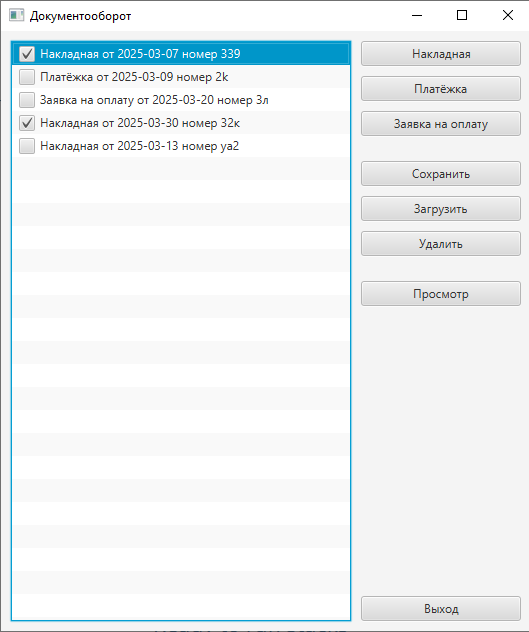 Документооборот
Накладная от 2025-03-07 номер 339
Платёжка от 2025-03-09 номер 2k
Заявка на оплату от 2025-03-20 номер 3л
Накладная от 2025-03-30 номер 32к
Накладная от 2025-03-13 номер уа2
Накладная
Платёжка
Заявка на оплату
Сохранить
Загрузить
Удалить
Просмотр
Выход